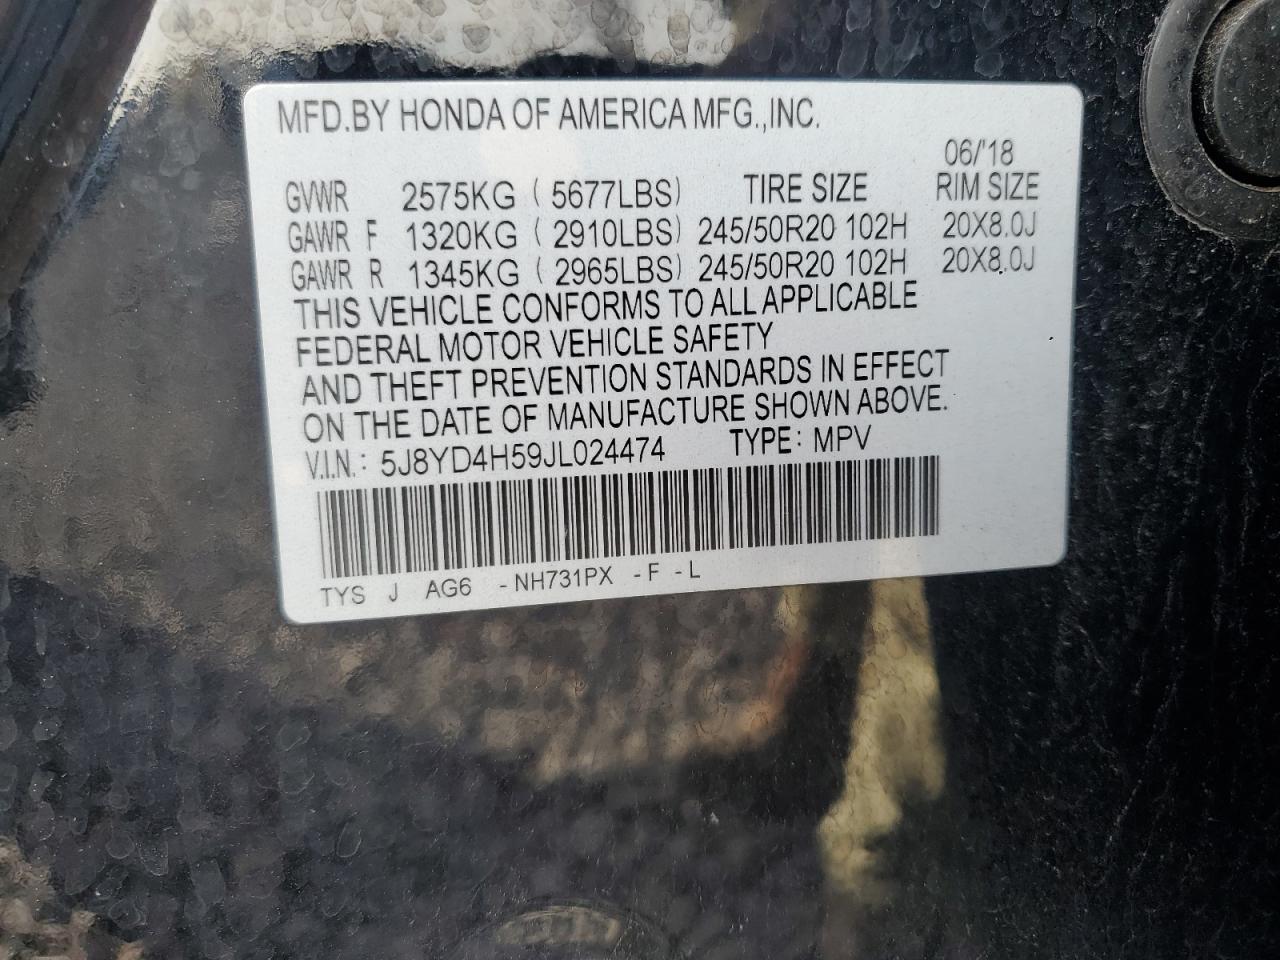 MFD.BY HONDA OF AMERICA MFG.,INC.
06/'18
GVWR 2575KG ( 5677LBS) TIRE SIZE RIM SIZE
GAWR F 1320KG ( 2910LBS) 245/50R20 102H 20X8.0J
GAWR R 1345KG ( 2965LBS) 245/50R20 102H 20X8.0J
THIS VEHICLE CONFORMS TO ALL APPLICABLE
FEDERAL MOTOR VEHICLE SAFETY
AND THEFT PREVENTION STANDARDS IN EFFECT
ON THE DATE OF MANUFACTURE SHOWN ABOVE.
V.I.N.: 5J8YD4H59JL024474 TYPE: MPV
TYS J AG6 -NH731PX -F -L